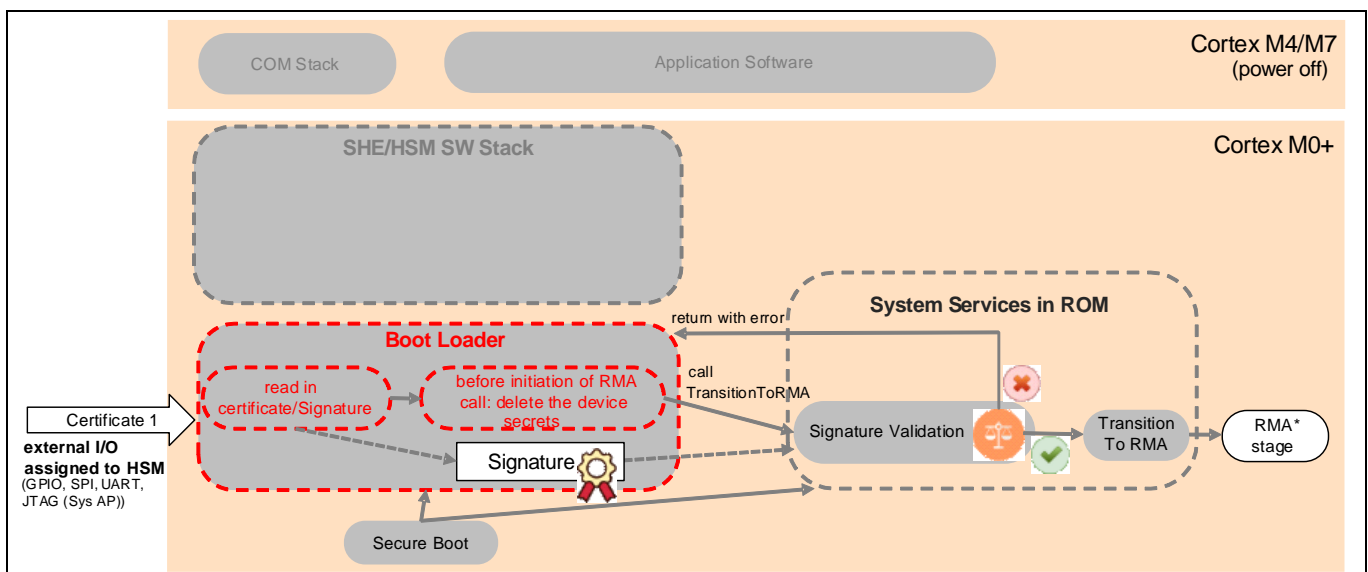 Cortex M4/M7
(power off)
COM Stack
Application Software
Cortex M0+
SHE/HSM SW Stack
System Services in ROM
return with error
Boot Loader
call
TransitionToRMA
read in
certificate/Signature
before initiation of RMA
call: delete the device
secrets
Certificate 1
external I/O
assigned to HSM
(GPIO, SPI, UART,
JTAG (Sys AP))
Signature
Signature Validation
Transition
To RMA
RMA*
stage
Secure Boot